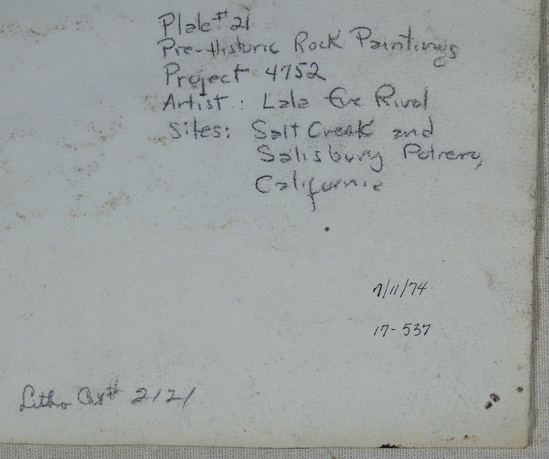 Plate #21
Pre-Historic Rock Paintings
Project 4752
Artist: Lala Eve Rivol
Sites: Salt Creek and
Salisbury Potrero,
California
7/11/74
17-537
Litho Cat# 2121